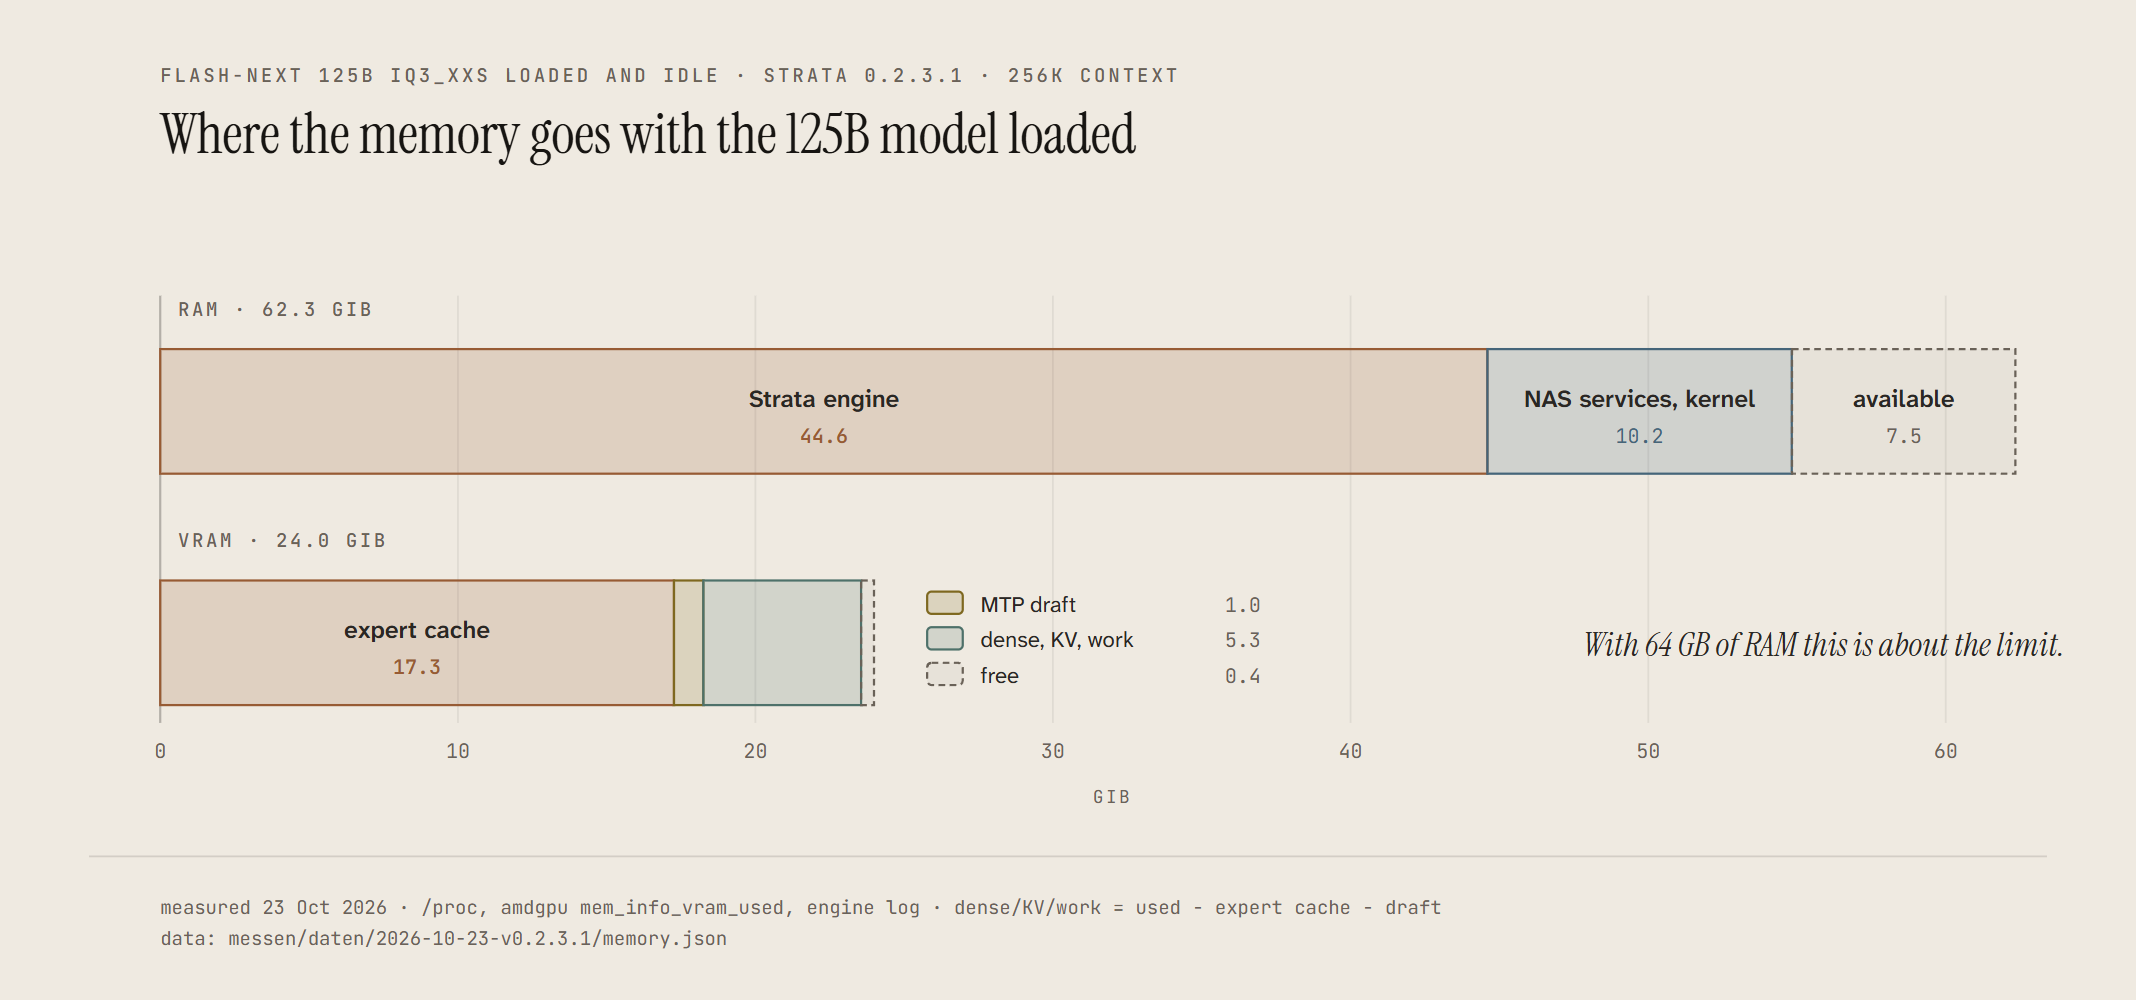 FLASH-NEXT 125B IQ3_XXS LOADED AND IDLE · STRATA 0.2.3.1 · 256K CONTEXT
Where the memory goes with the 125B model loaded
RAM · 62.3 GIB
Strata engine
44.6
NAS services, kernel
10.2
available
7.5
VRAM · 24.0 GIB
expert cache
17.3
MTP draft 1.0
dense, KV, work 5.3
free 0.4
With 64 GB of RAM this is about the limit.
0 10 20 30 40 50 60
GIB
measured 23 Oct 2026 · /proc, amdgpu mem_info_vram_used, engine log · dense/KV/work = used - expert cache - draft
data: messen/daten/2026-10-23-v0.2.3.1/memory.json